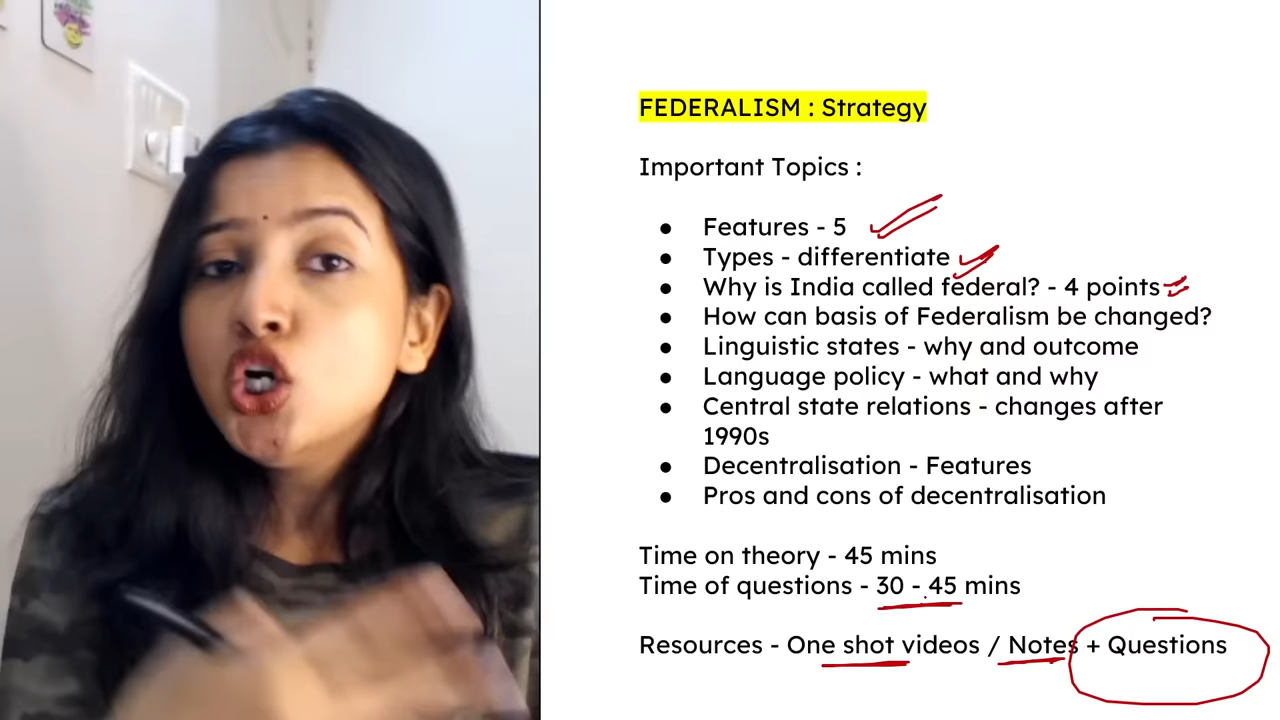 FEDERALISM : Strategy
Important Topics :
● Features - 5
● Types - differentiate
● Why is India called federal? - 4 points
● How can basis of Federalism be changed?
● Linguistic states - why and outcome
● Language policy - what and why
● Central state relations - changes after
1990s
● Decentralisation - Features
● Pros and cons of decentralisation
Time on theory - 45 mins
Time of questions - 30 - 45 mins
Resources - One shot videos / Notes + Questions